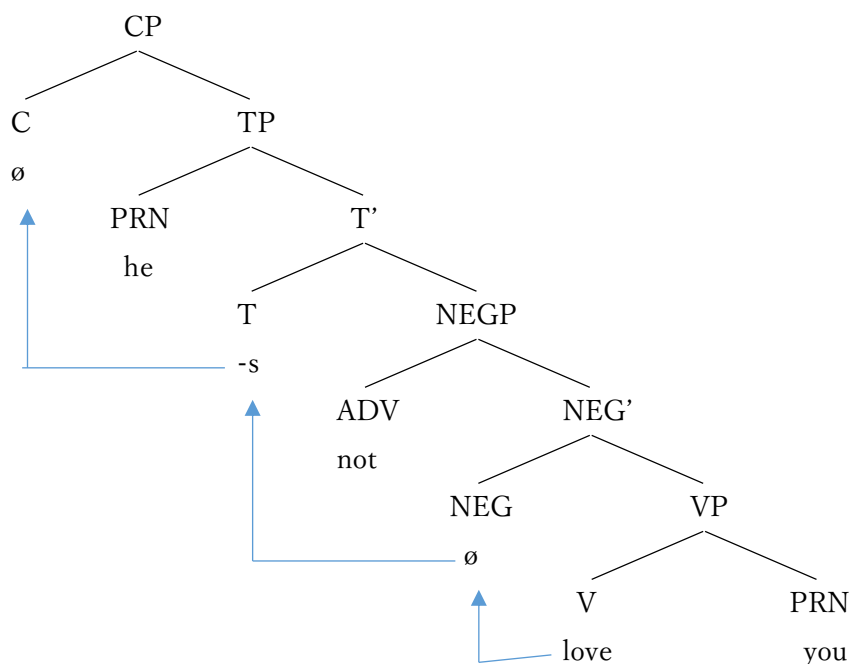 CP
C TP
ø
PRN T’
he
T NEGP
-s
ADV NEG’
not
NEG VP
ø
V PRN
love you